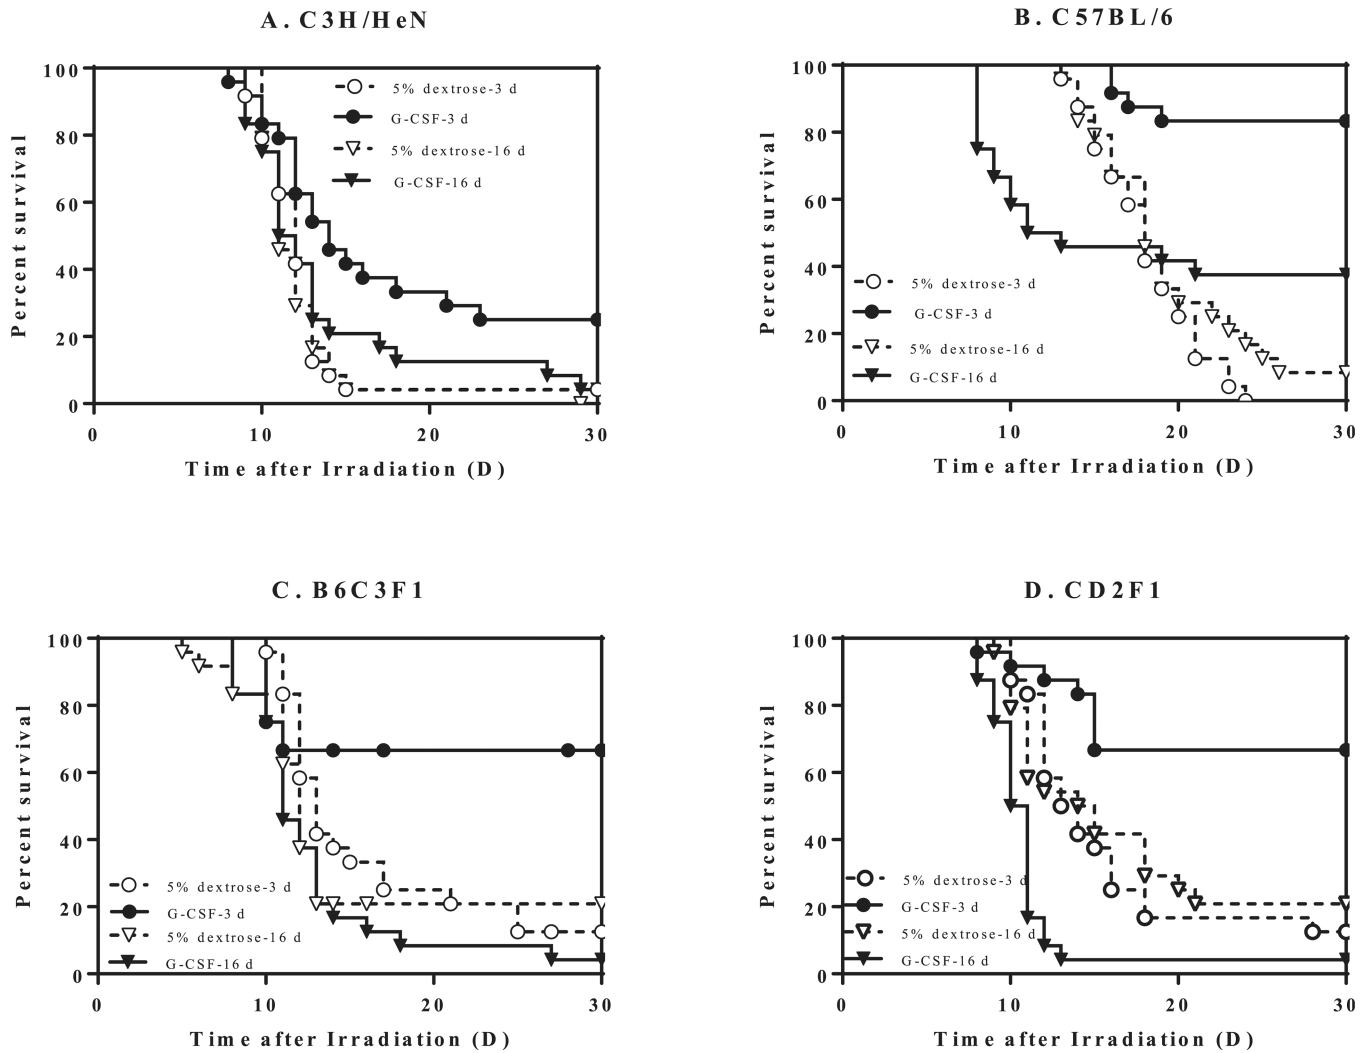 A. C3H/HeN
100
80
60
40
20
0
Percent survival
5% dextrose-3 d
G-CSF-3 d
5% dextrose-16 d
G-CSF-16 d
0 10 20 30
Time after Irradiation (D)
B. C57BL/6
100
80
60
40
20
0
Percent survival
5% dextrose-3 d
G-CSF-3 d
5% dextrose-16 d
G-CSF-16 d
0 10 20 30
Time after Irradiation (D)
C. B6C3F1
100
80
60
40
20
0
Percent survival
5% dextrose-3 d
G-CSF-3 d
5% dextrose-16 d
G-CSF-16 d
0 10 20 30
Time after Irradiation (D)
D. CD2F1
100
80
60
40
20
0
Percent survival
5% dextrose-3 d
G-CSF-3 d
5% dextrose-16 d
G-CSF-16 d
0 10 20 30
Time after Irradiation (D)